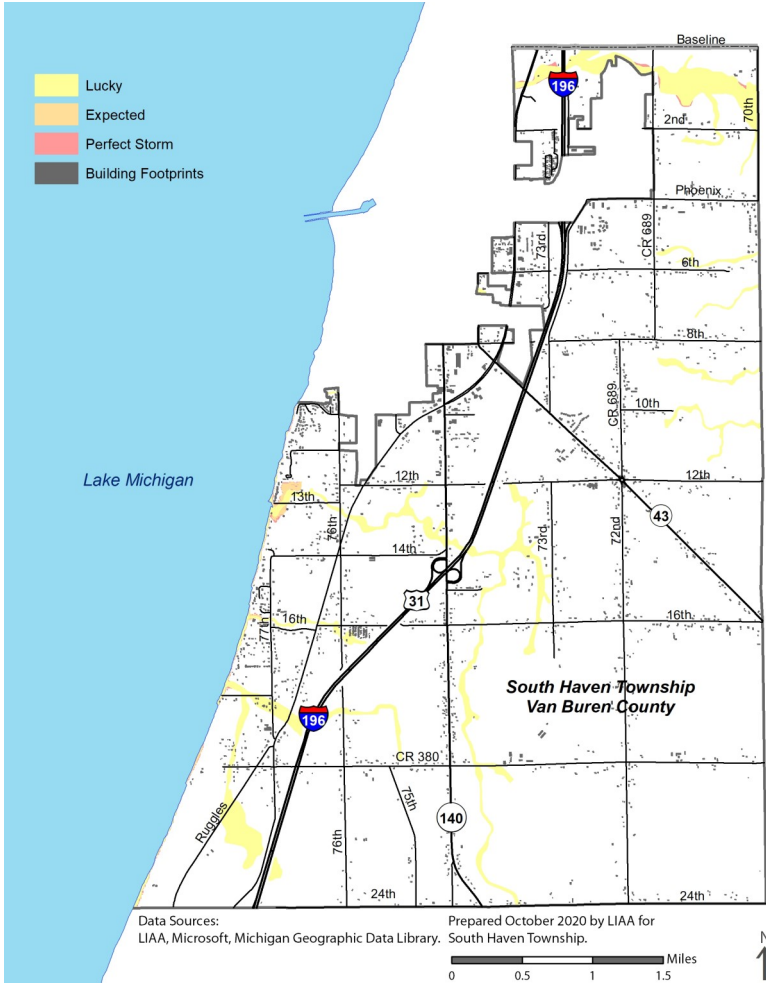 Baseline
196
Lucky
Expected
Perfect Storm
Building Footprints
70th
2nd
Phoenix
CR 689
73rd
6th
8th
CR 689
10th
Lake Michigan
12th
12th
13th
76th
43
73rd
72nd
14th
31
16th
16th
77th
South Haven Township
Van Buren County
196
CR 380
75th
Ruggles
140
76th
24th
24th
Data Sources:
LIAA, Microsoft, Michigan Geographic Data Library.
Prepared October 2020 by LIAA for
South Haven Township.
Miles
0 0.5 1 1.5
N